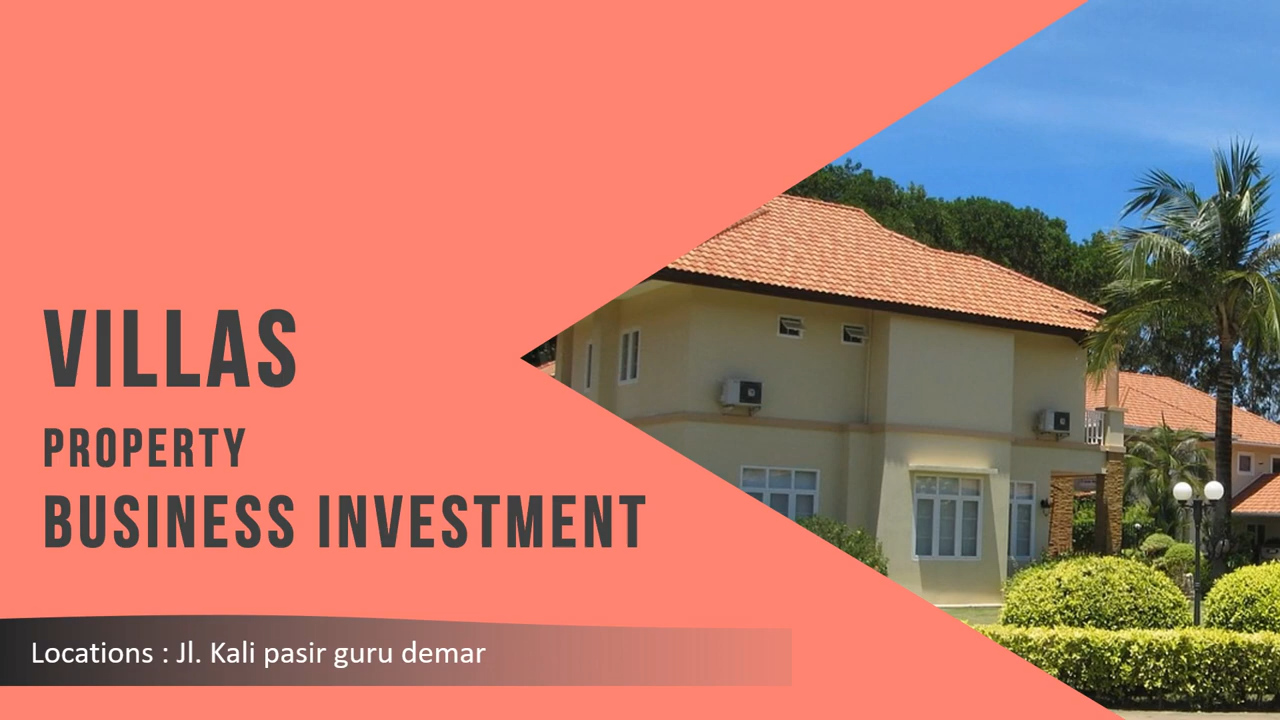 VILLAS
PROPERTY
BUSINESS INVESTMENT
Locations : Jl. Kali pasir guru demar